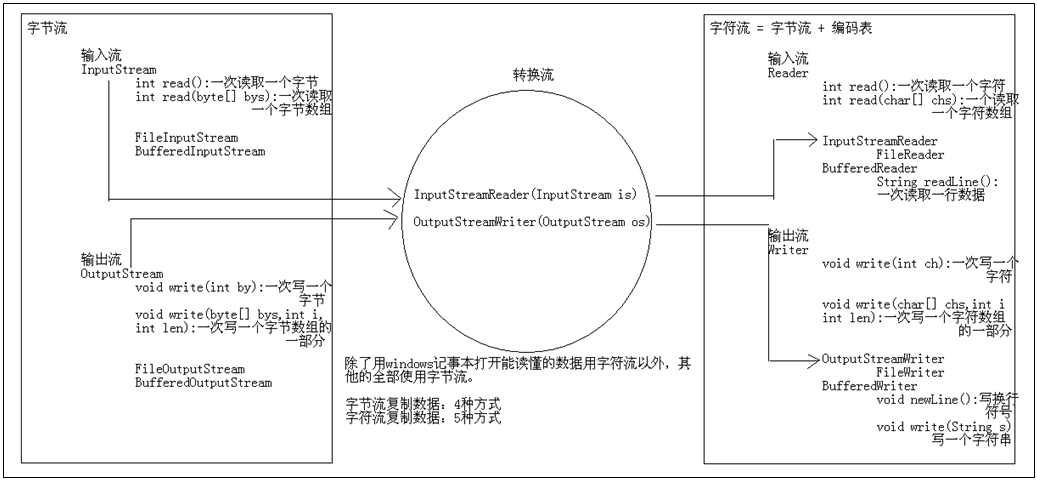 字节流
输入流
InputStream
int read():一次读取一个字节
int read(byte[] bys):一次读取
一个字节数组
FileInputStream
BufferedInputStream
输出流
OutputStream
void write(int by):一次写一个
字节
void write(byte[] bys,int i,
int len):一次写一个字节数组的
一部分
FileOutputStream
BufferedOutputStream
转换流
InputStreamReader(InputStream is)
OutputStreamWriter(OutputStream os)
除了用windows记事本打开能读懂的数据用字符流以外，其
他的全部使用字节流。
字节流复制数据：4种方式
字符流复制数据：5种方式
字符流 = 字节流 + 编码表
输入流
Reader
int read():一次读取一个字符
int read(char[] chs):一个读取
一个字符数组
InputStreamReader
FileReader
BufferedReader
String readLine():
一次读取一行数据
输出流
Writer
void write(int ch):一次写一个
字符
void write(char[] chs,int i
int len):一次写一个字符数组
的一部分
OutputStreamWriter
FileWriter
BufferedWriter
void newLine():写换行
符号
void write(String s)
写一个字符串